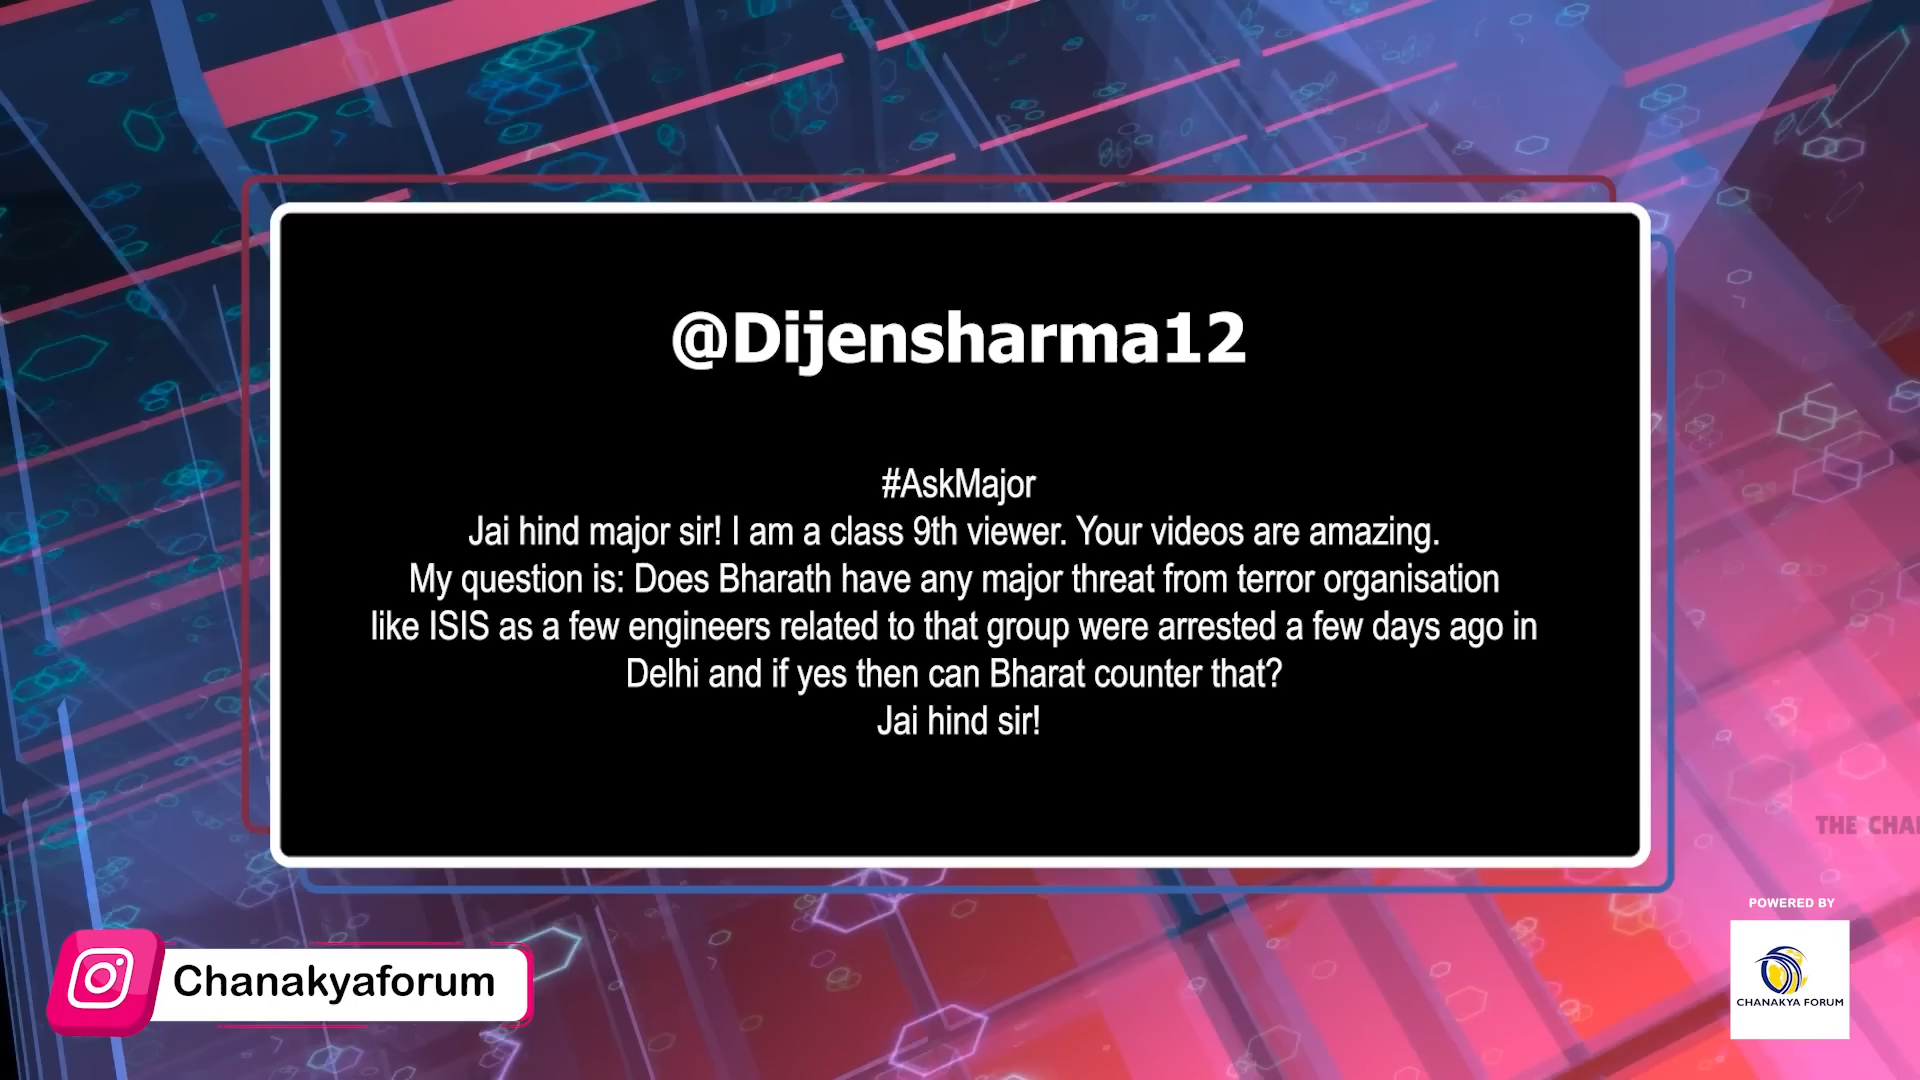 @Dijensharma12
#AskMajor
Jai hind major sir! I am a class 9th viewer. Your videos are amazing.
My question is: Does Bharath have any major threat from terror organisation
like ISIS as a few engineers related to that group were arrested a few days ago in
Delhi and if yes then can Bharat counter that?
Jai hind sir!
THE CHA
POWERED BY
CHANAKYA FORUM
Chanakyaforum